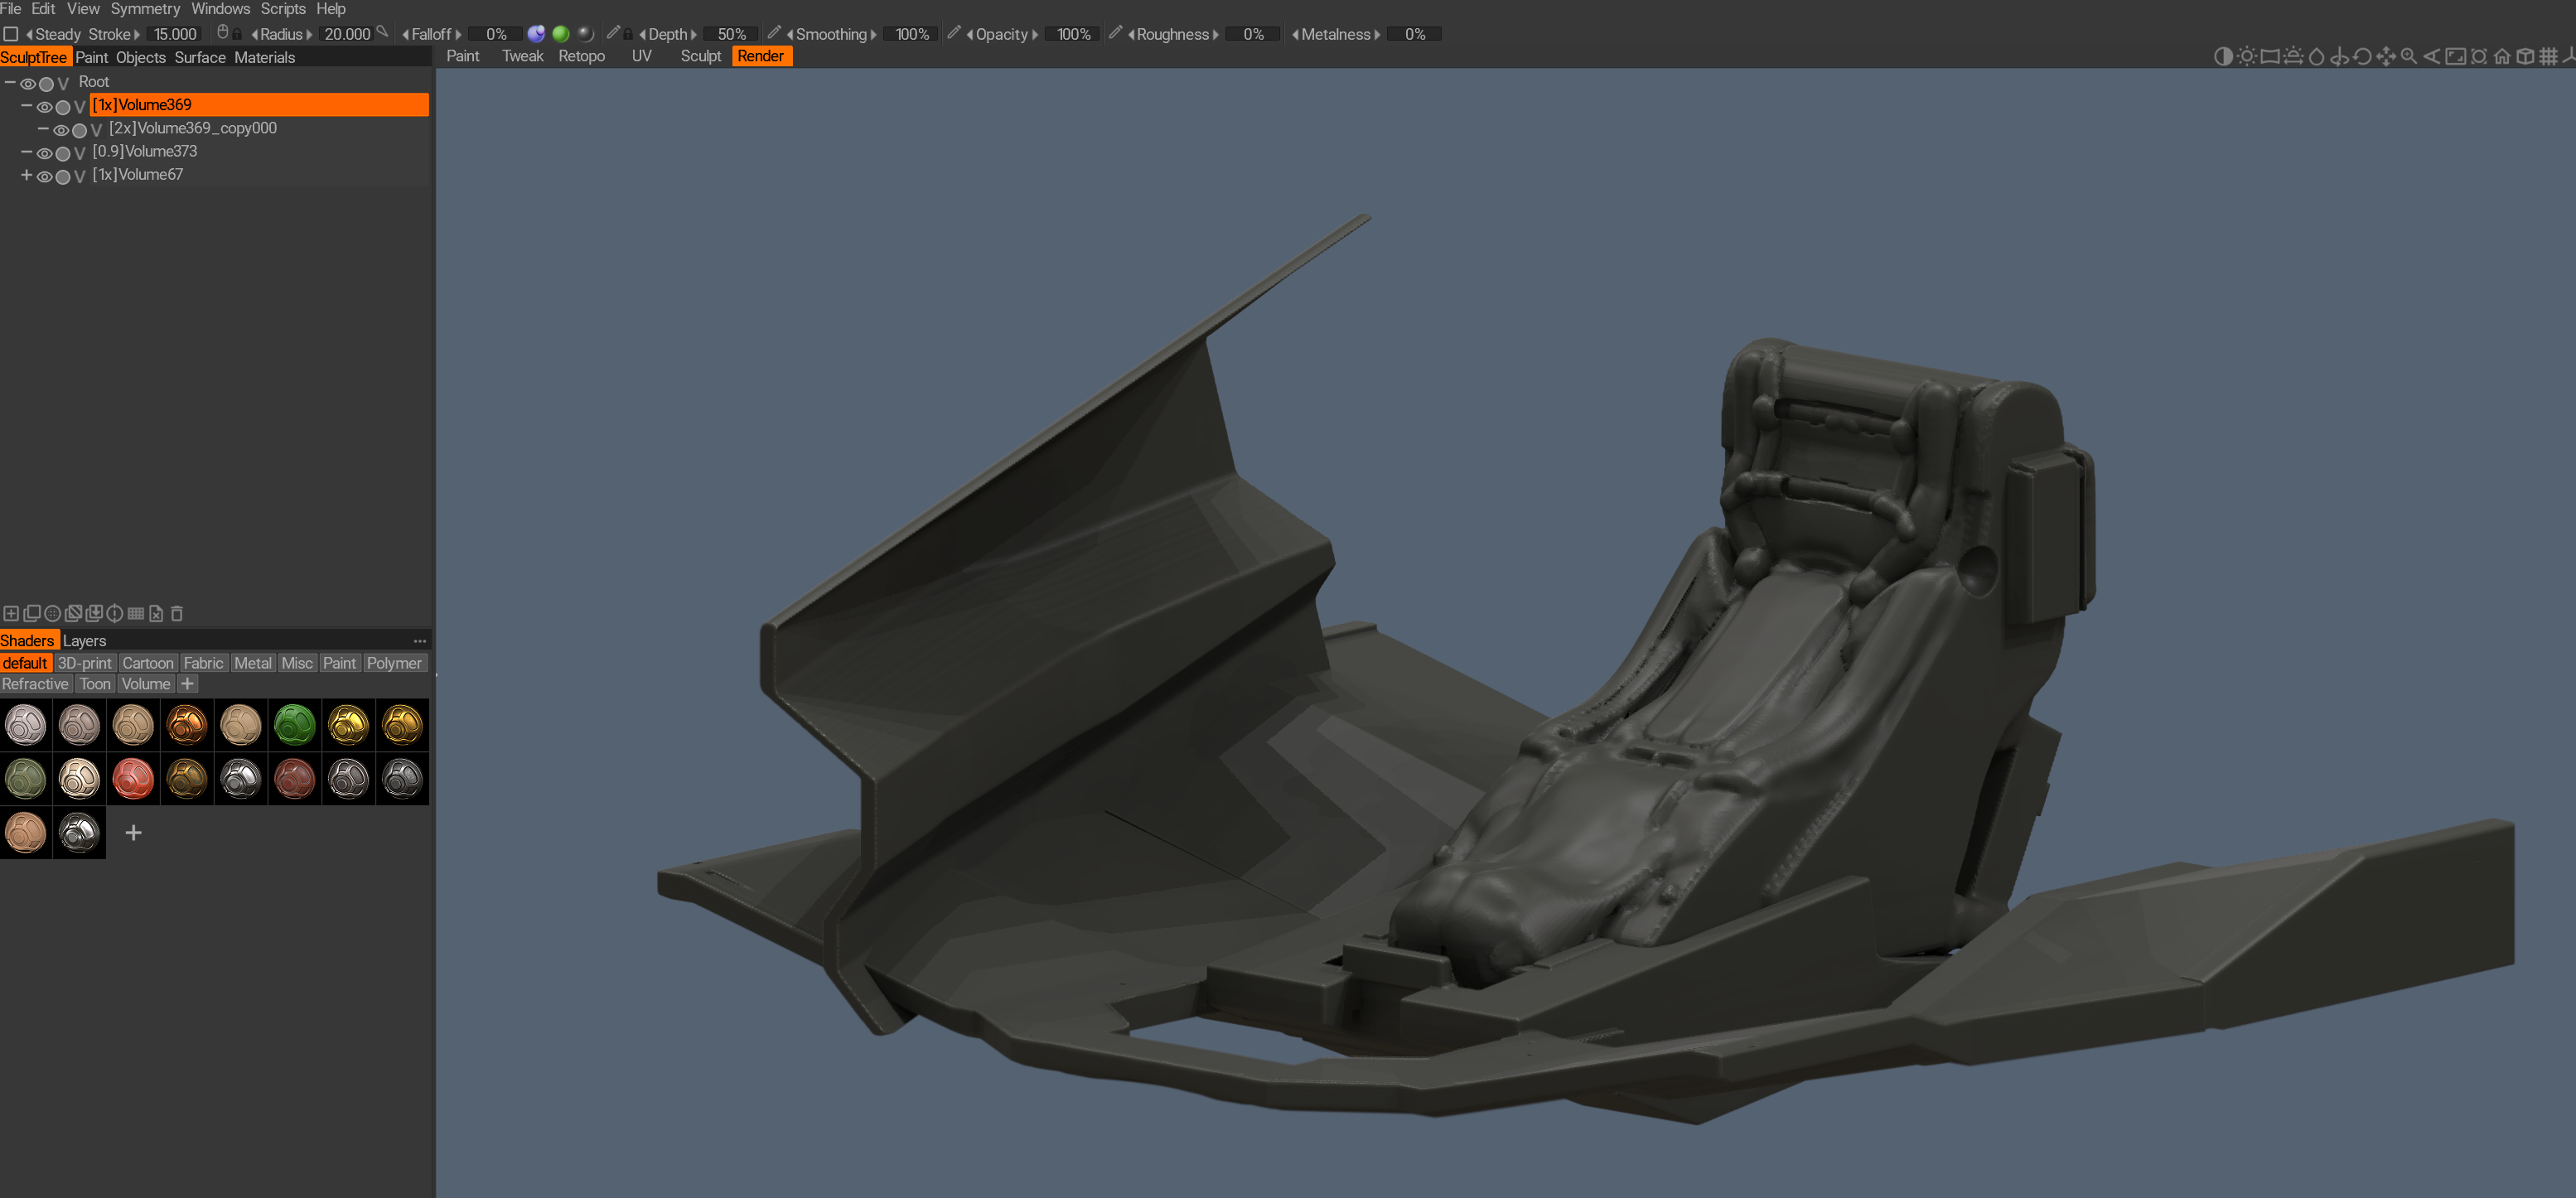 File Edit View Symmetry Windows Scripts Help
Steady Stroke 15.000 Radius 20.000 Falloff 0% Depth 50% Smoothing 100% Opacity 100% Roughness 0% Metalness 0%
SculptTree Paint Objects Surface Materials
Paint Tweak Retopo UV Sculpt Render
V Root
V [1x]Volume369
V [2x]Volume369_copy000
V [0.9]Volume373
V [1x]Volume67
Shaders Layers
default 3D-print Cartoon Fabric Metal Misc Paint Polymer
Refractive Toon Volume